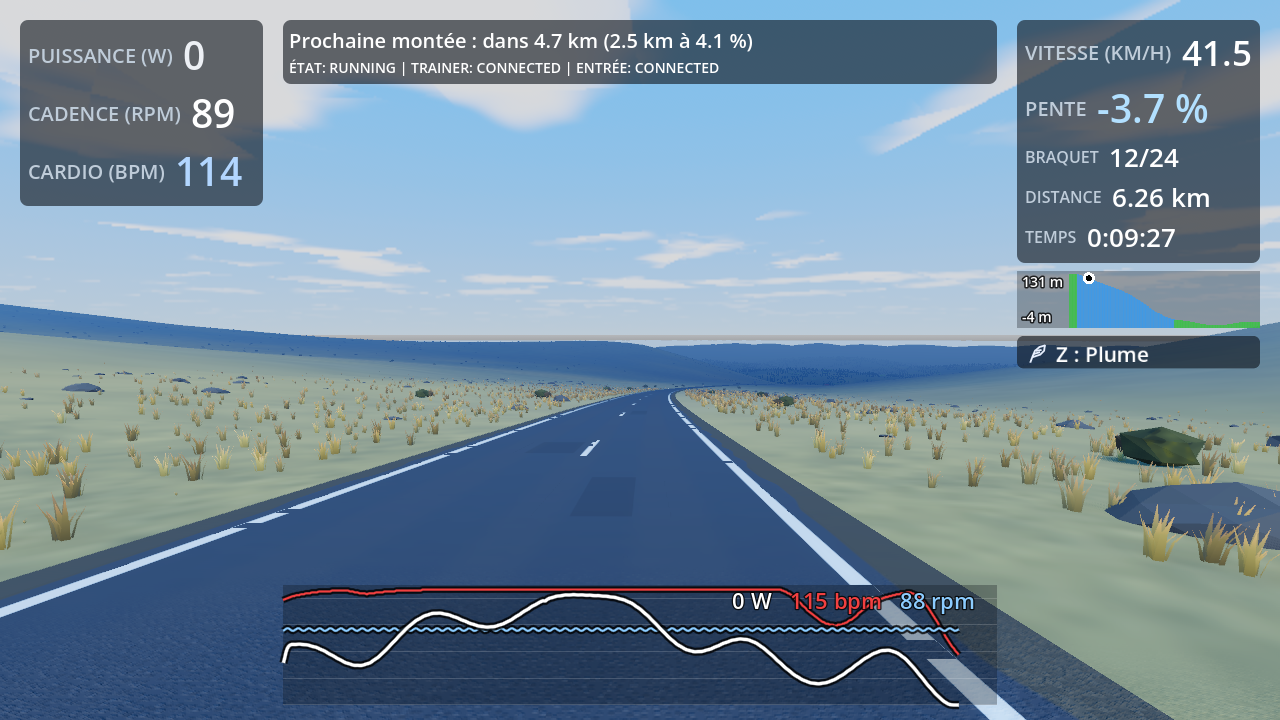 PUISSANCE (W) 0
CADENCE (RPM) 89
CARDIO (BPM) 114
Prochaine montée : dans 4.7 km (2.5 km à 4.1 %)
ÉTAT: RUNNING | TRAINER: CONNECTED | ENTRÉE: CONNECTED
VITESSE (KM/H) 41.5
PENTE -3.7 %
BRAQUET 12/24
DISTANCE 6.26 km
TEMPS 0:09:27
131 m
-4 m
Z : Plume
0 W 115 bpm 88 rpm